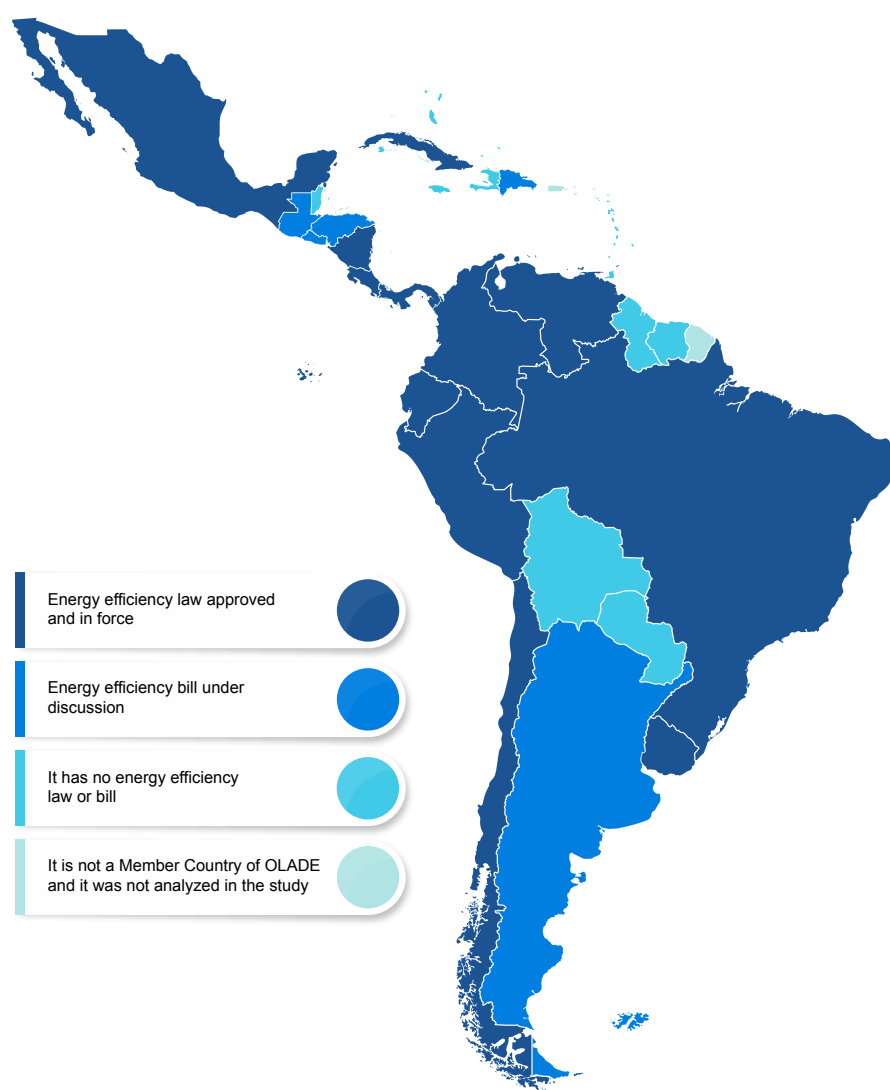 Energy efficiency law approved
and in force
Energy efficiency bill under
discussion
It has no energy efficiency
law or bill
It is not a Member Country of OLADE
and it was not analyzed in the study